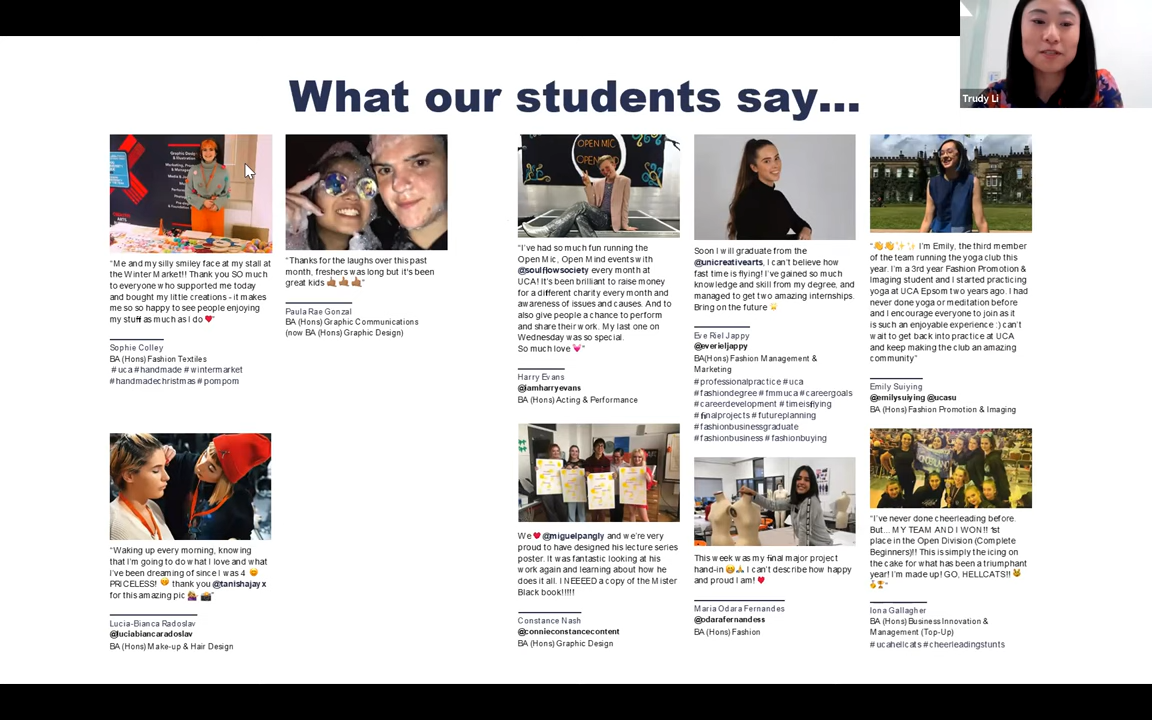 Trudy Li
What our students say...
OPEN MIC
"Me and my silly smiley face at my stall at
the Winter Market!! Thank you SO much
to everyone who supported me today
and bought my little creations - it makes
me so so happy to see people enjoying
my stuff as much as I do ❤️"
Sophie Colley
BA (Hons) Fashion Textiles
#uca #handmade #wintermarket
#handmadechristmas #pompom
"Thanks for the laughs over this past
month, freshers was long but it's been
great kids 🤙🤙🤙"
Paula Rae Gonzal
BA (Hons) Graphic Communications
(now BA (Hons) Graphic Design)
"I've had so much fun running the
Open Mic, Open Mind events with
@soulflowsociety every month at
UCA! It's been brilliant to raise money
for a different charity every month and
awareness of issues and causes. And to
also give people a chance to perform
and share their work. My last one on
Wednesday was so special.
So much love 💓"
Harry Evans
@iamharryevans
BA (Hons) Acting & Performance
Soon I will graduate from the
@unicreativearts, I can't believe how
fast time is flying! I've gained so much
knowledge and skill from my degree, and
managed to get two amazing internships.
Bring on the future
Eve Riel Jappy
@everieljappy
BA(Hons) Fashion Management &
Marketing
#professionalpractice #uca
#fashiondegree #fmmuca #careergoals
#careerdevelopment #timeisflying
#finalprojects #futureplanning
#fashionbusinessgraduate
#fashionbusiness #fashionbuying
"👋👋✨✨ I'm Emily, the third member
of the team running the yoga club this
year. I'm a 3rd year Fashion Promotion &
Imaging student and I started practicing
yoga at UCA Epsom two years ago. I had
never done yoga or meditation before
and I encourage everyone to join as it
is such an enjoyable experience :) can't
wait to get back into practice at UCA
and keep making the club an amazing
community"
Emily Suiying
@emilysuiying @ucasu
BA (Hons) Fashion Promotion & Imaging
"Waking up every morning, knowing
that I'm going to do what I love and what
I've been dreaming of since I was 4
PRICELESS! thank you @tanishajayx
for this amazing pic
Lucia-Bianca Radoslav
@luciabiancaradoslav
BA (Hons) Make-up & Hair Design
We ❤️ @miguelpangly and we're very
proud to have designed his lecture series
poster. It was fantastic looking at his
work again and learning about how he
does it all. I NEEEED a copy of the Mister
Black book!!!!!
Constance Nash
@connieconstancecontent
BA (Hons) Graphic Design
This week was my final major project
hand-in I can't describe how happy
and proud I am! ❤️
Maria Odara Fernandes
@odarafernandess
BA (Hons) Fashion
"I've never done cheerleading before.
But... MY TEAM AND I WON!! 1st
place in the Open Division (Complete
Beginners)!! This is simply the icing on
the cake for what has been a triumphant
year! I'm made up! GO, HELLCATS!!
Iona Gallagher
BA (Hons) Business Innovation &
Management (Top-Up)
#ucahellcats #cheerleadingstunts